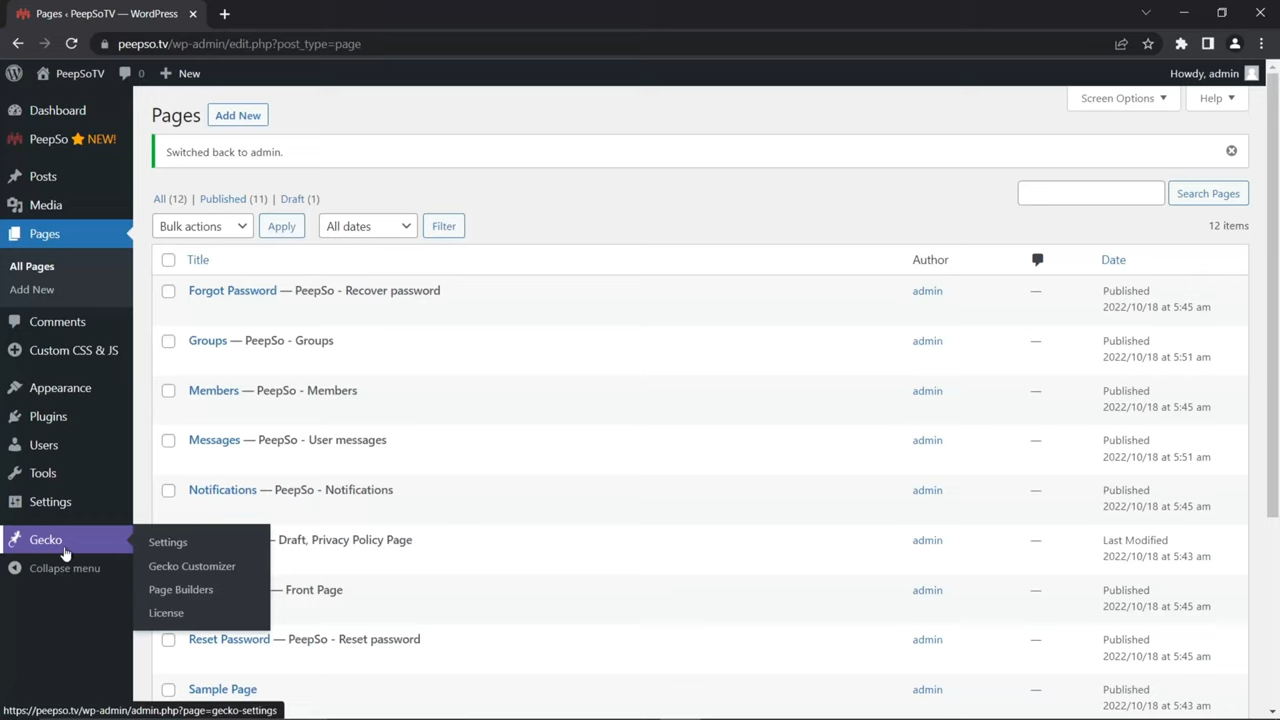 Pages < PeepSoTV — WordPress
peepso.tv/wp-admin/edit.php?post_type=page
PeepSoTV 0 New
Howdy, admin
Dashboard
PeepSo NEW!
Posts
Media
Pages
All Pages
Add New
Comments
Custom CSS & JS
Appearance
Plugins
Users
Tools
Settings
Gecko
Collapse menu
Settings
Gecko Customizer
Page Builders
License
Screen Options Help
Pages Add New
Switched back to admin.
All (12) | Published (11) | Draft (1)
Search Pages
Bulk actions Apply All dates Filter
12 items
Title Author Date
Forgot Password — PeepSo - Recover password admin — Published
2022/10/18 at 5:45 am
Groups — PeepSo - Groups admin — Published
2022/10/18 at 5:51 am
Members — PeepSo - Members admin — Published
2022/10/18 at 5:45 am
Messages — PeepSo - User messages admin — Published
2022/10/18 at 5:51 am
Notifications — PeepSo - Notifications admin — Published
2022/10/18 at 5:45 am
— Draft, Privacy Policy Page admin — Last Modified
2022/10/18 at 5:43 am
— Front Page admin — Published
2022/10/18 at 5:45 am
Reset Password — PeepSo - Reset password admin — Published
2022/10/18 at 5:45 am
Sample Page admin — Published
2022/10/18 at 5:43 am
https://peepso.tv/wp-admin/admin.php?page=gecko-settings